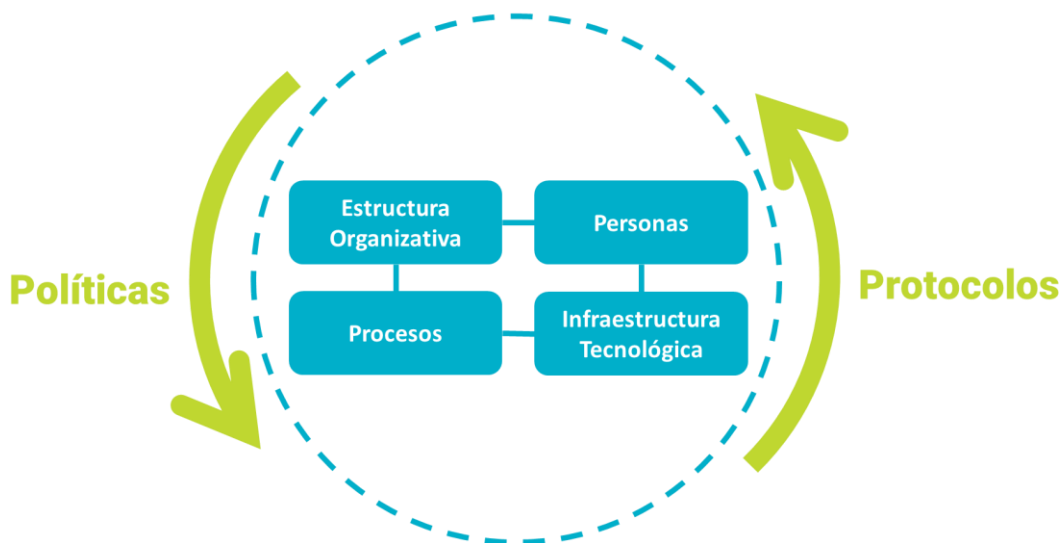 Estructura
Organizativa
Personas
Políticas
Protocolos
Procesos
Infraestructura
Tecnológica